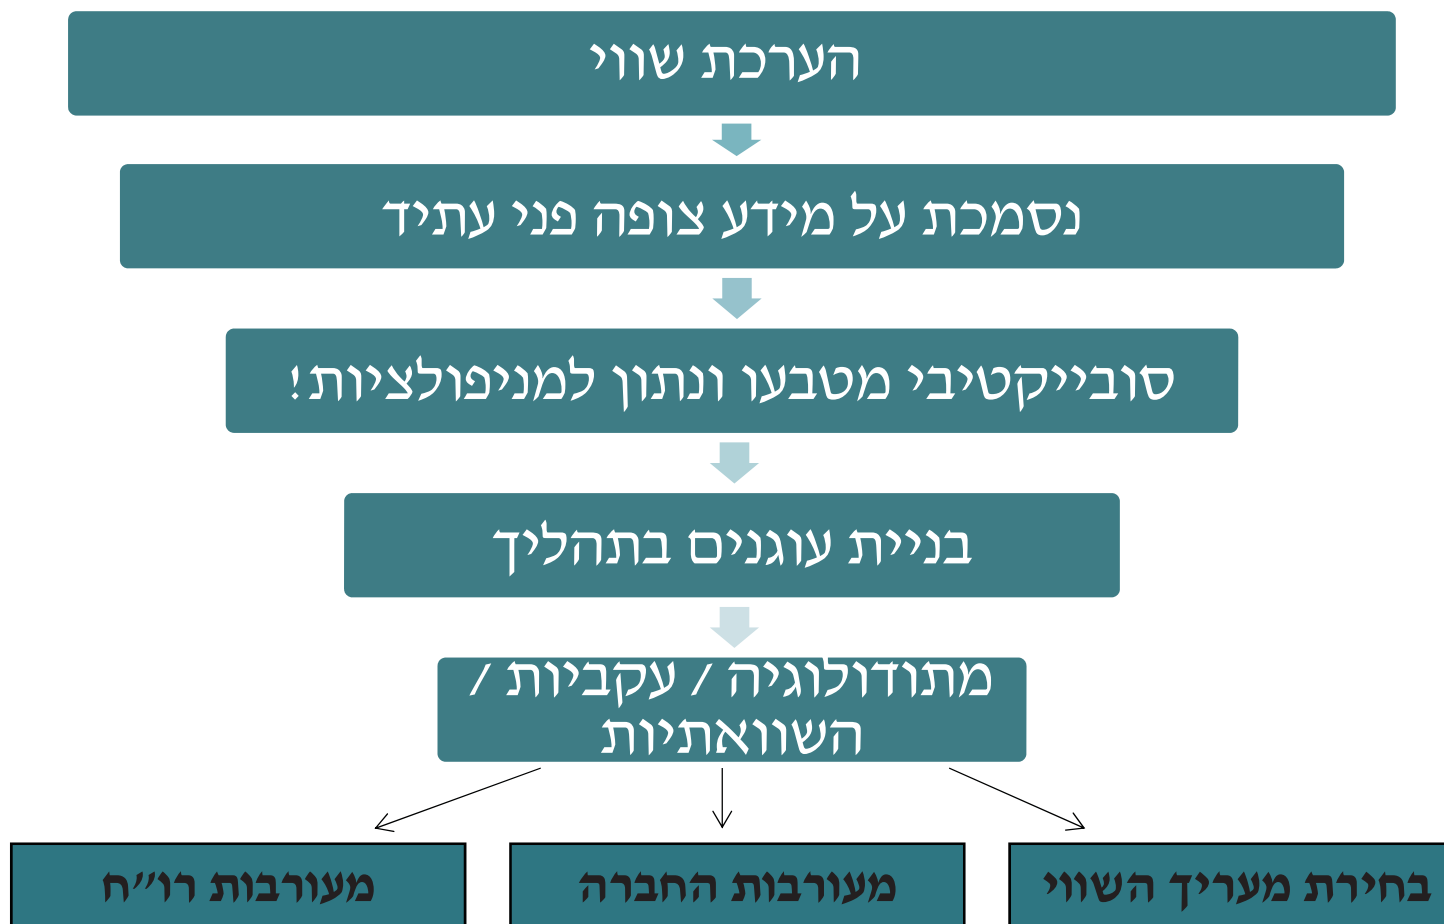 הערכת שווי
נסמכת על מידע צופה פני עתיד
סובייקטיבי מטבעו ונתון למניפולציות!
בניית עוגנים בתהליך
מתודולוגיה / עקביות /
השוואתיות
בחירת מעריך השווי
מעורבות החברה
מעורבות רו״ח